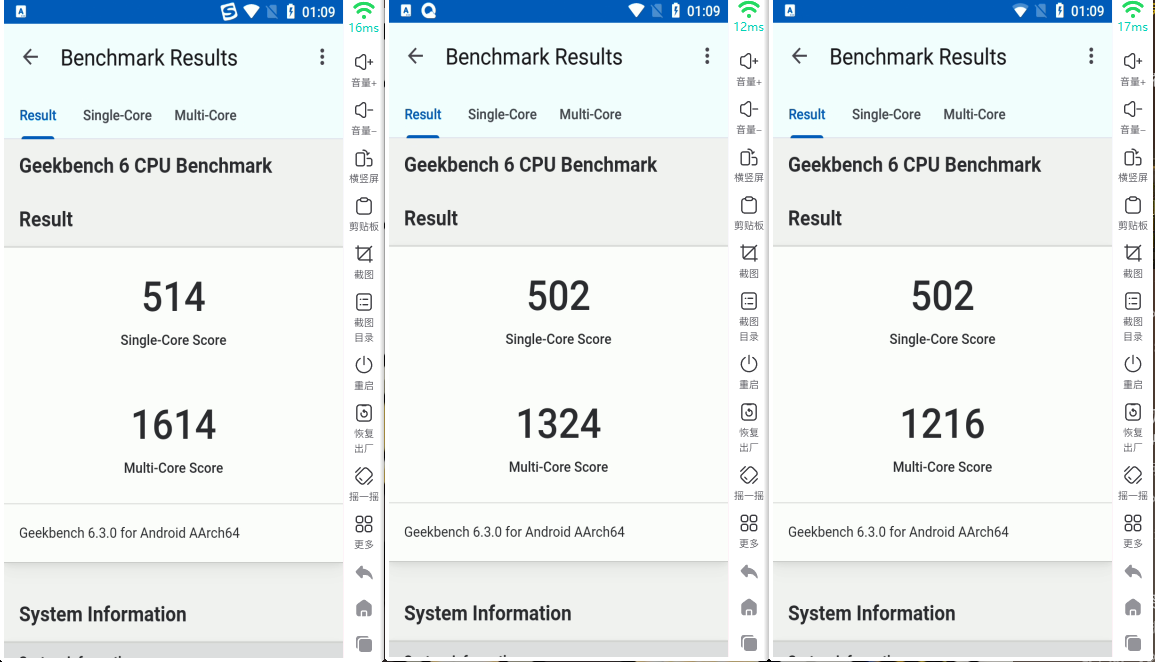 01:09
16ms
Benchmark Results
Result Single-Core Multi-Core
Geekbench 6 CPU Benchmark
Result
514
Single-Core Score
1614
Multi-Core Score
Geekbench 6.3.0 for Android AArch64
System Information
音量+
音量-
横竖屏
剪贴板
截图
截图
目录
重启
恢复
出厂
摇一摇
更多
01:09
12ms
Benchmark Results
Result Single-Core Multi-Core
Geekbench 6 CPU Benchmark
Result
502
Single-Core Score
1324
Multi-Core Score
Geekbench 6.3.0 for Android AArch64
System Information
音量+
音量-
横竖屏
剪贴板
截图
截图
目录
重启
恢复
出厂
摇一摇
更多
01:09
17ms
Benchmark Results
Result Single-Core Multi-Core
Geekbench 6 CPU Benchmark
Result
502
Single-Core Score
1216
Multi-Core Score
Geekbench 6.3.0 for Android AArch64
System Information
音量+
音量-
横竖屏
剪贴板
截图
截图
目录
重启
恢复
出厂
摇一摇
更多